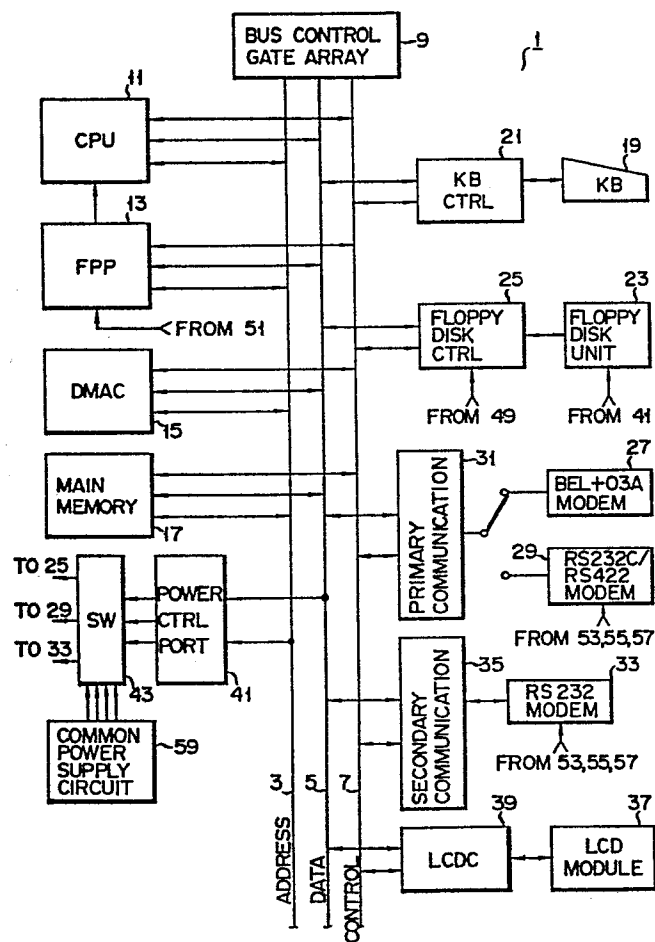 BUS CONTROL
GATE ARRAY
9
1
11
CPU
21
KB
CTRL
19
KB
13
FPP
FROM 51
25
FLOPPY
DISK
CTRL
23
FLOPPY
DISK
UNIT
FROM 49
FROM 41
DMAC
15
MAIN
MEMORY
17
31
PRIMARY COMMUNICATION
27
BEL+03A
MODEM
29
RS232C/
RS422
MODEM
FROM 53,55,57
TO 25
TO 29
TO 33
SW
43
POWER
CTRL
PORT
41
COMMON
POWER
SUPPLY
CIRCUIT
59
35
SECONDARY COMMUNICATION
33
RS232
MODEM
FROM 53,55,57
3
5
7
ADDRESS
DATA
CONTROL
39
LCDC
37
LCD
MODULE